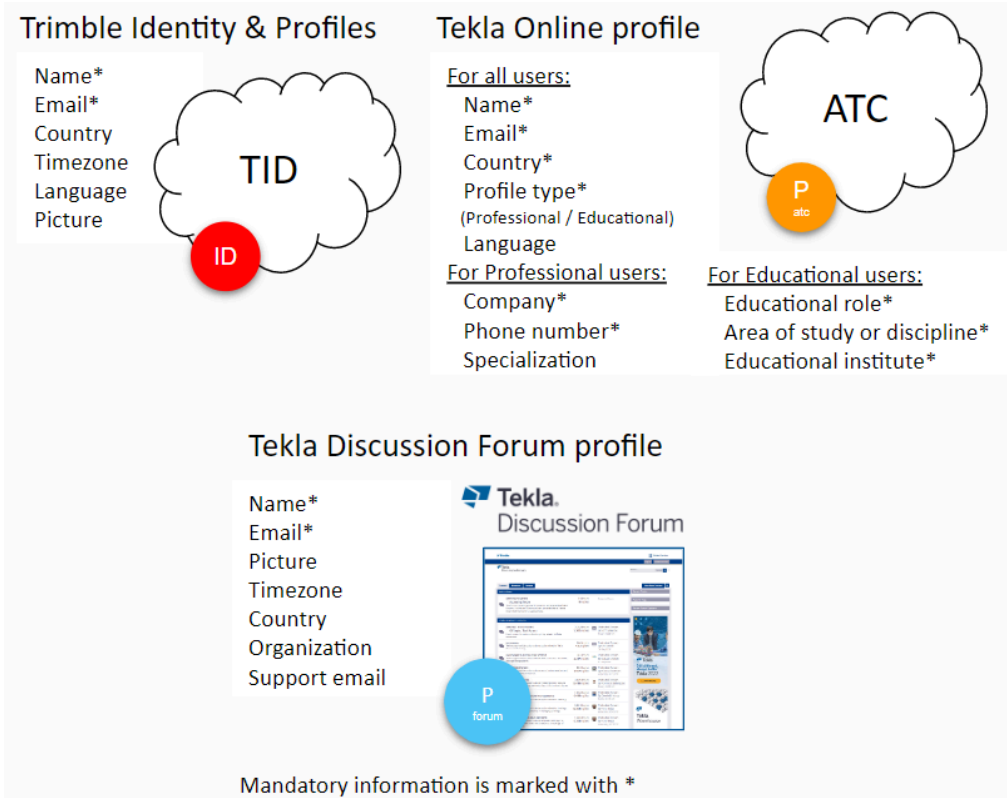 Trimble Identity & Profiles
Name*
Email*
Country
Timezone
Language
Picture
TID
ID
Tekla Online profile
For all users:
Name*
Email*
Country*
Profile type*
(Professional / Educational)
Language
For Professional users:
Company*
Phone number*
Specialization
ATC
P
atc
For Educational users:
Educational role*
Area of study or discipline*
Educational institute*
Tekla Discussion Forum profile
Name*
Email*
Picture
Timezone
Country
Organization
Support email
Tekla.
Discussion Forum
P
forum
Mandatory information is marked with *